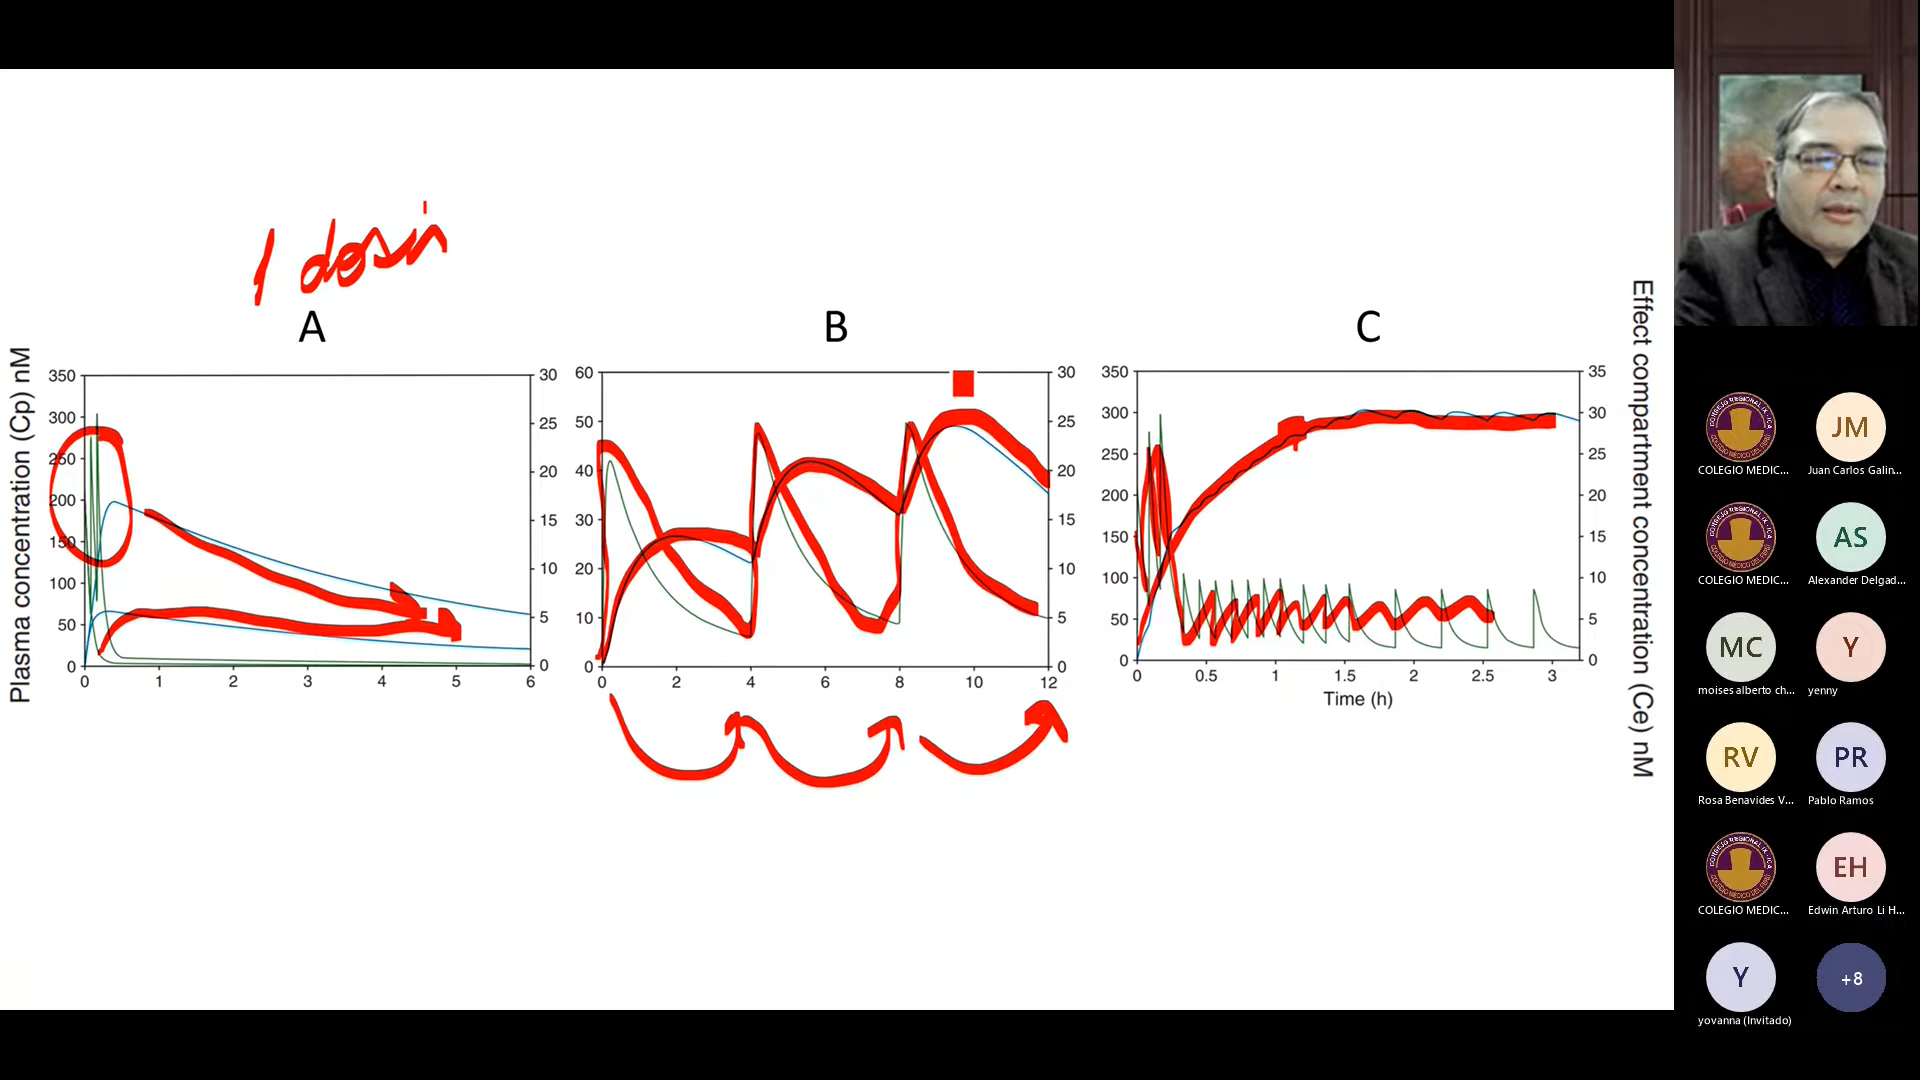 1 dosis
A
B
C
Plasma concentration (Cp) nM
350
300
250
200
150
100
50
0
30
25
20
15
10
5
0
0 1 2 3 4 5 6
60
50
40
30
20
10
0
30
25
20
15
10
5
0
0 2 4 6 8 10 12
350
300
250
200
150
100
50
0
35
30
25
20
15
10
5
0
0 0.5 1 1.5 2 2.5 3
Time (h)
Effect compartment concentration (Ce) nM
COLEGIO MEDIC...
JM
Juan Carlos Galin...
COLEGIO MEDIC...
AS
Alexander Delgad...
MC
moises alberto ch...
Y
yenny
RV
Rosa Benavides V...
PR
Pablo Ramos
COLEGIO MEDIC...
EH
Edwin Arturo Li H...
Y
yovanna (Invitado)
+8